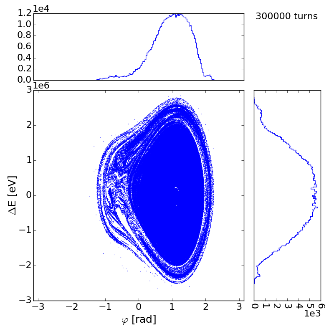 1e4
300000 turns
1.2
1.0
0.8
0.6
0.4
0.2
0.0
1e6
3
2
1
0
−1
−2
−3
ΔE [eV]
−3 −2 −1 0 1 2 3
φ [rad]
0 1 2 3 4 5 6
1e3